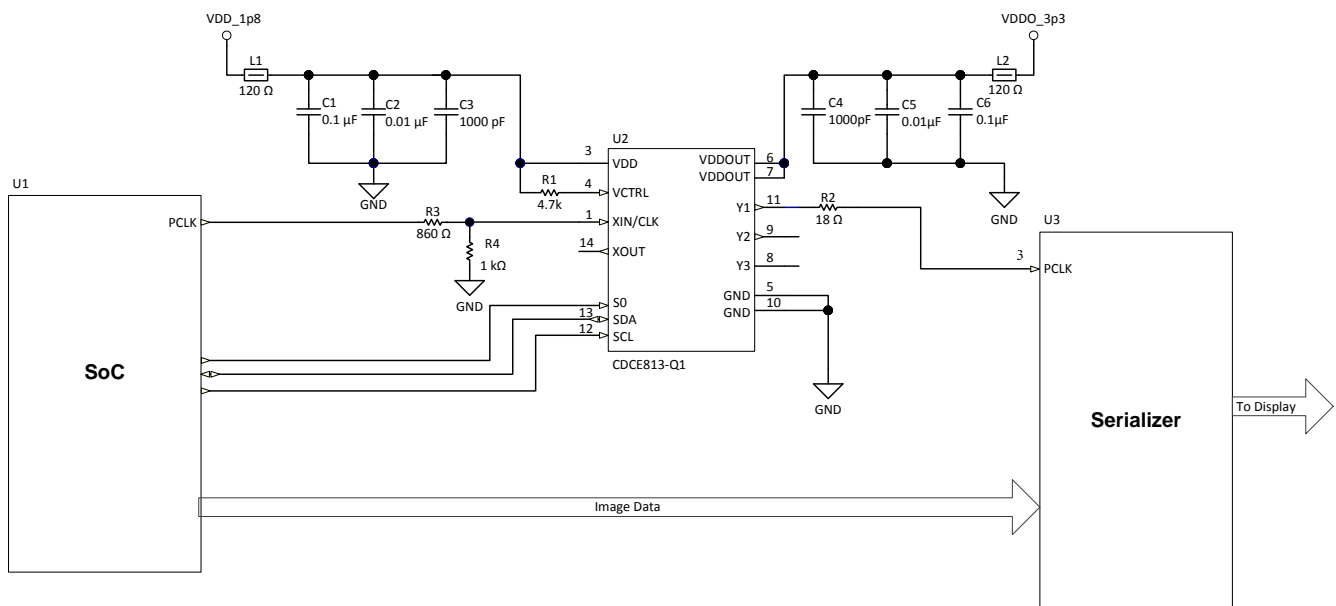 VDD_1p8
VDDO_3p3
L1
120 Ω
C1
0.1 µF
C2
0.01 µF
C3
1000 pF
GND
L2
120 Ω
C4
1000pF
C5
0.01µF
C6
0.1µF
GND
U2
3
VDD
4
VCTRL
1
XIN/CLK
14
XOUT
S0
13
SDA
12
SCL
VDDOUT
6
VDDOUT
7
Y1
11
Y2
9
Y3
8
GND
5
GND
10
CDCE813-Q1
GND
R1
4.7k
R2
18 Ω
R3
860 Ω
R4
1 kΩ
GND
U1
PCLK
SoC
U3
3
PCLK
Serializer
To Display
Image Data